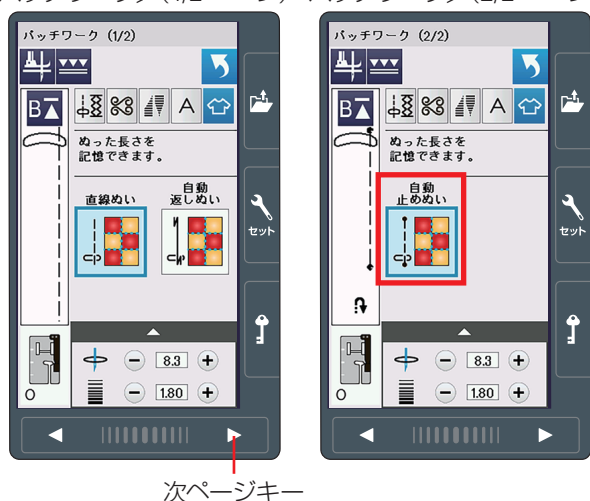 パッチワーク (1/2)
B
A
ぬった長さを
記憶できます。
直線ぬい
自動
返しぬい
8.3
1.80
O
セット
次ページキー
パッチワーク (2/2)
B
A
ぬった長さを
記憶できます。
自動
止めぬい
8.3
1.80
O
セット